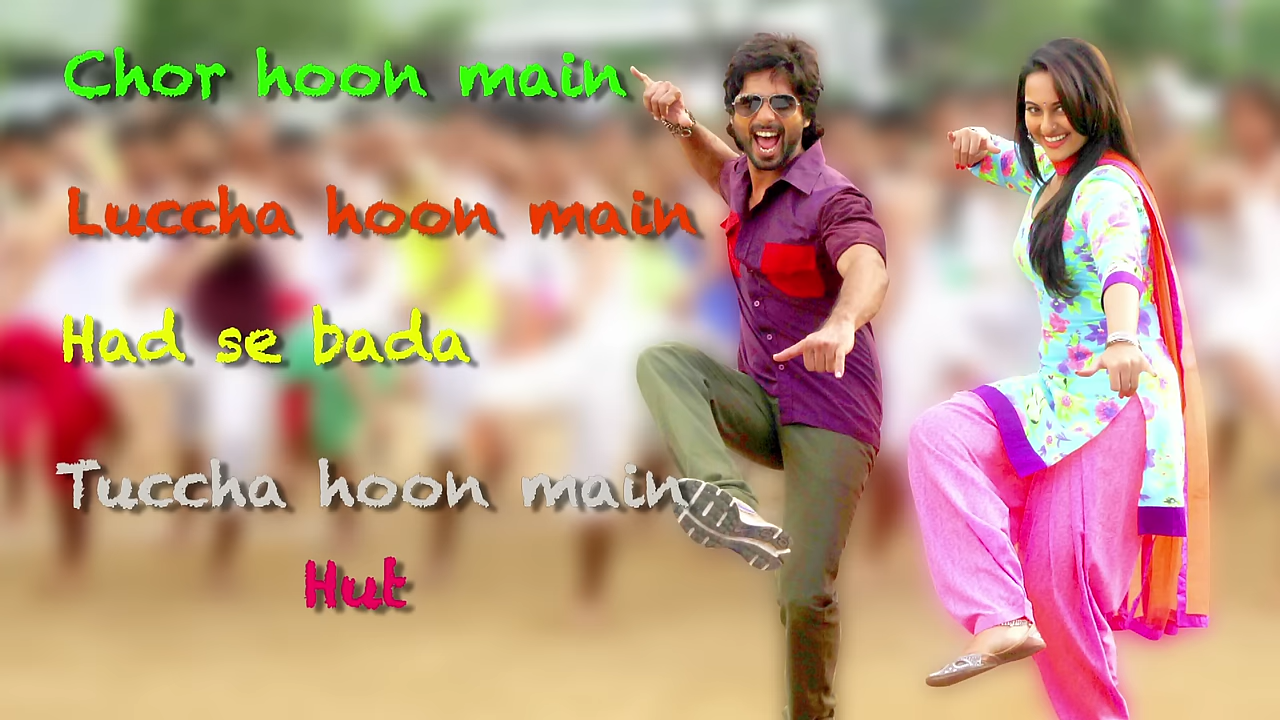 Chor hoon main
Luccha hoon main
Had se bada
Tuccha hoon main
Hut